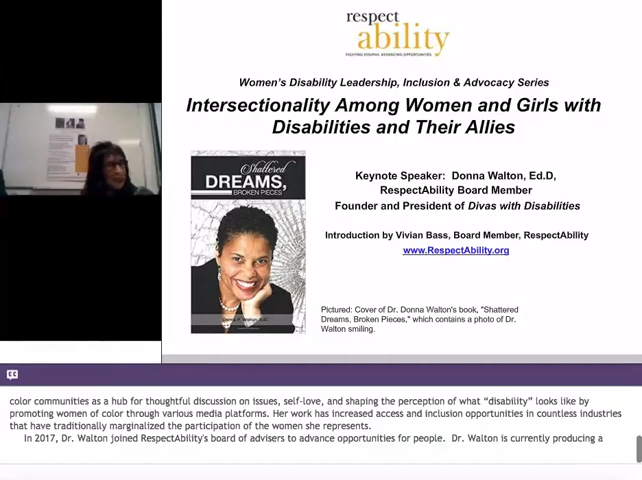 respect
ability
FIGHTING STIGMAS. ADVANCING OPPORTUNITIES.
Women's Disability Leadership, Inclusion & Advocacy Series
Intersectionality Among Women and Girls with
Disabilities and Their Allies
Shattered
DREAMS,
BROKEN PIECES
Keynote Speaker: Donna Walton, Ed.D,
RespectAbility Board Member
Founder and President of Divas with Disabilities
Introduction by Vivian Bass, Board Member, RespectAbility
www.RespectAbility.org
Pictured: Cover of Dr. Donna Walton's book, "Shattered
Dreams, Broken Pieces," which contains a photo of Dr.
Walton smiling.
color communities as a hub for thoughtful discussion on issues, self-love, and shaping the perception of what “disability” looks like by
promoting women of color through various media platforms. Her work has increased access and inclusion opportunities in countless industries
that have traditionally marginalized the participation of the women she represents.
In 2017, Dr. Walton joined RespectAbility's board of advisers to advance opportunities for people. Dr. Walton is currently producing a